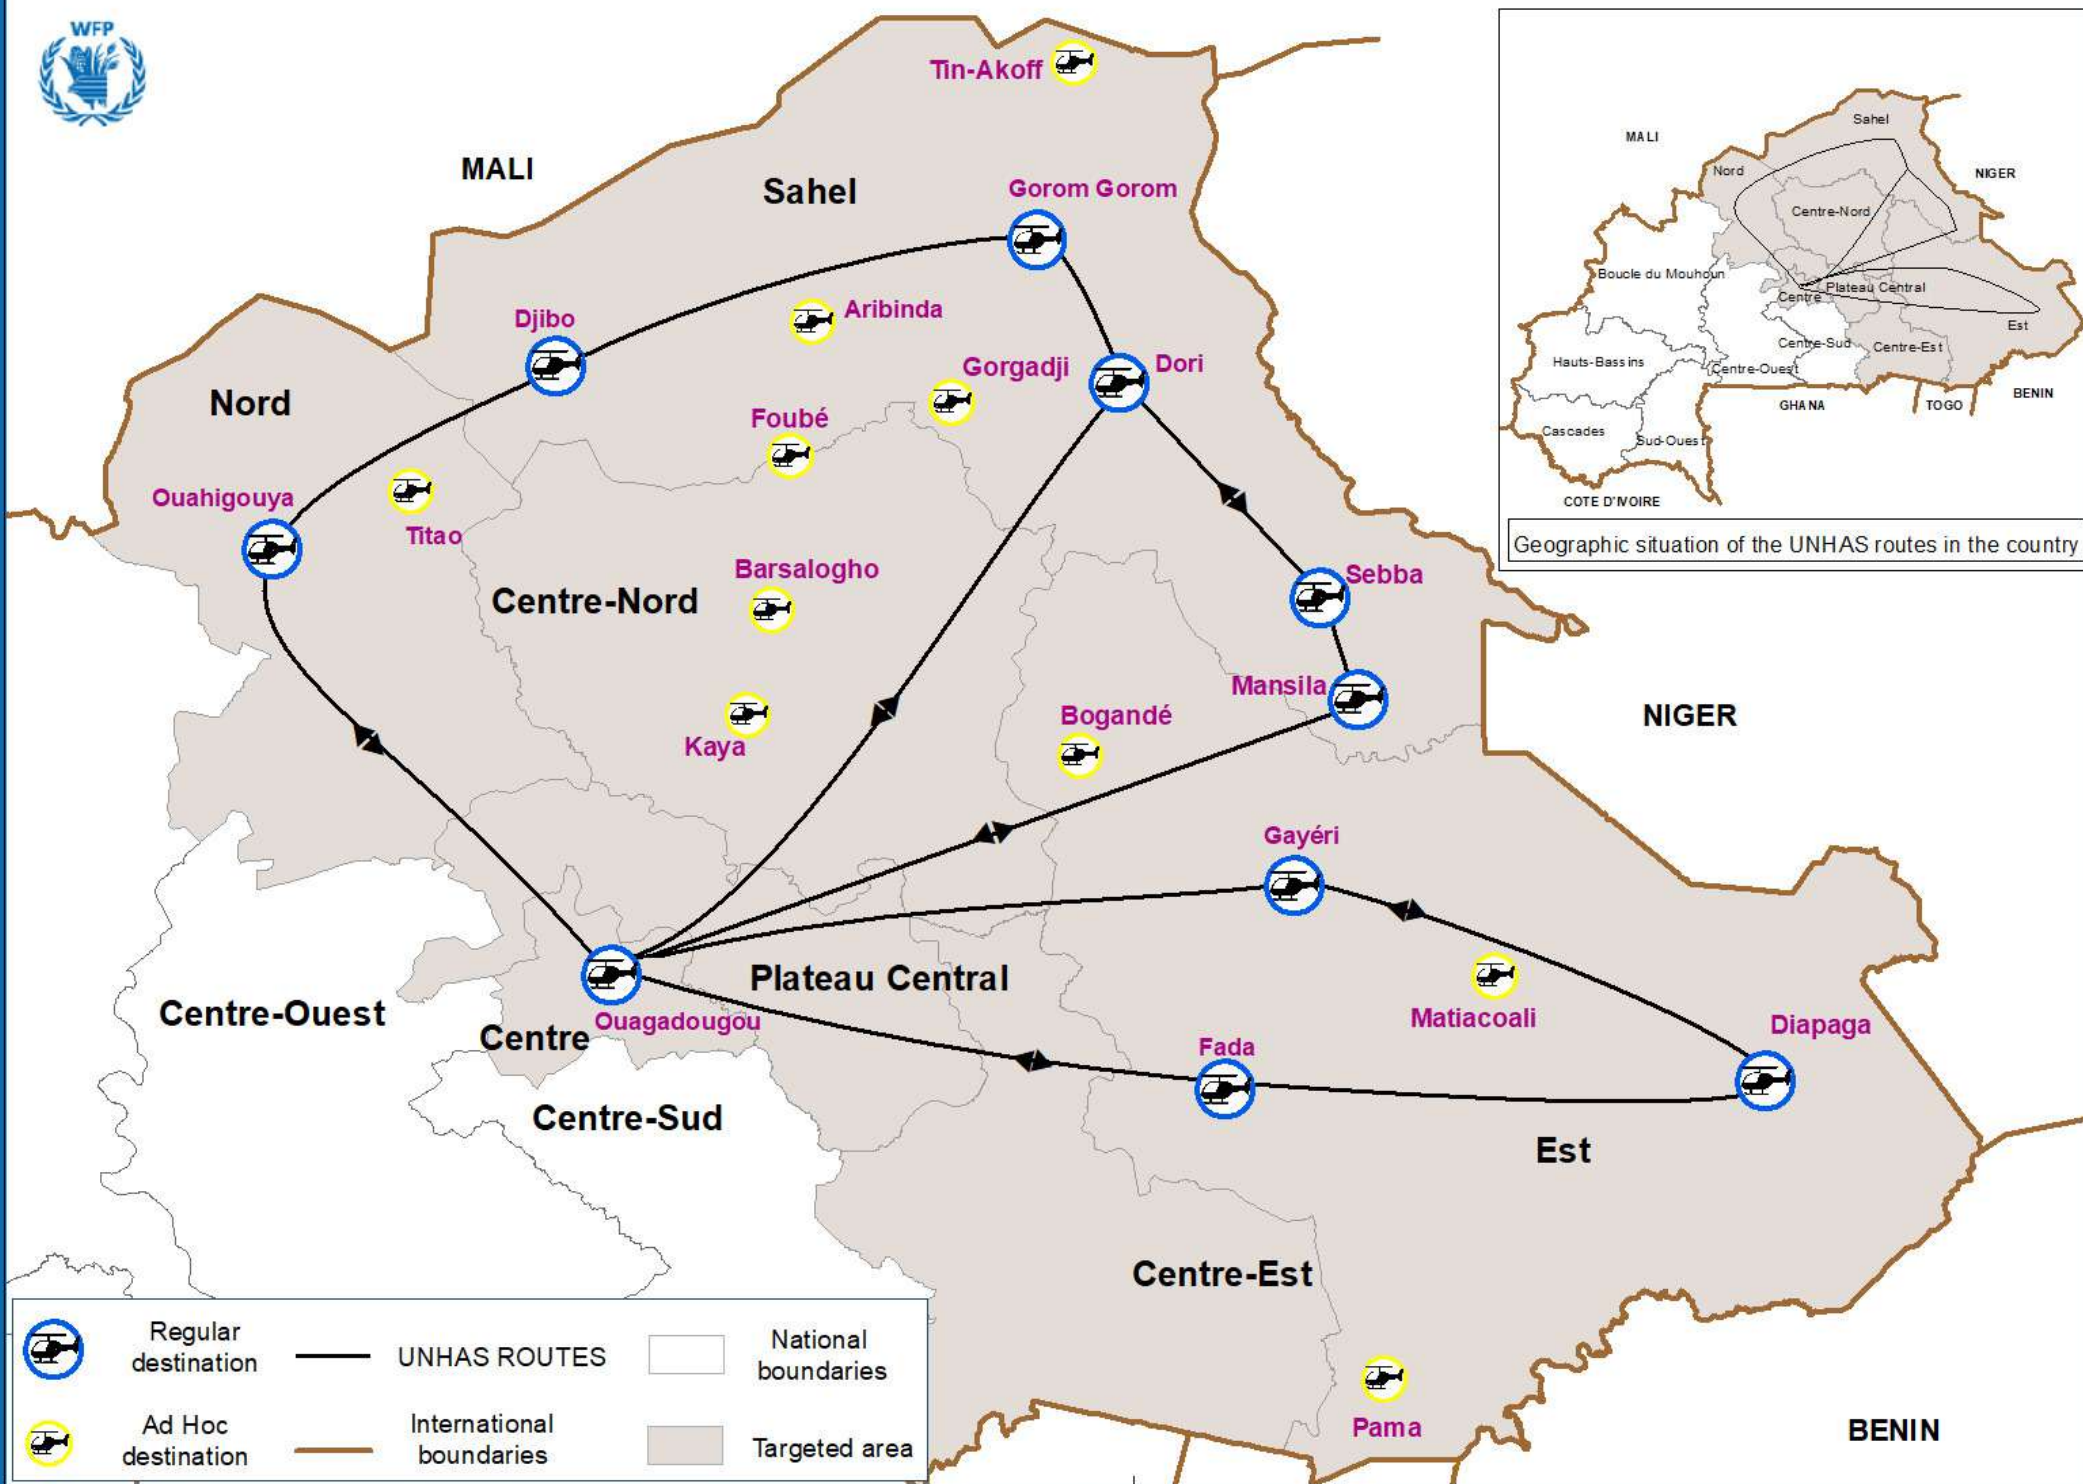 WFP
MALI
Sahel
Tin-Akoff
Gorom Gorom
Djibo
Aribinda
Gorgadji
Dori
Nord
Foubé
Ouahigouya
Titao
Barsalogho
Centre-Nord
Sebba
Mansila
Kaya
Bogandé
NIGER
Gayéri
Plateau Central
Ouagadougou
Centre-Ouest
Centre
Matiacoali
Diapaga
Fada
Centre-Sud
Est
Centre-Est
Pama
BENIN
MALI
Sahel
Nord
NIGER
Centre-Nord
Boucle du Mouhoun
Plateau Central
Centre
Est
Centre-Sud
Centre-Est
Hauts-Bassins
Centre-Ouest
GHANA
TOGO
BENIN
Cascades
Sud-Ouest
COTE D'IVOIRE
Geographic situation of the UNHAS routes in the country
Regular
destination
UNHAS ROUTES
National
boundaries
Ad Hoc
destination
International
boundaries
Targeted area